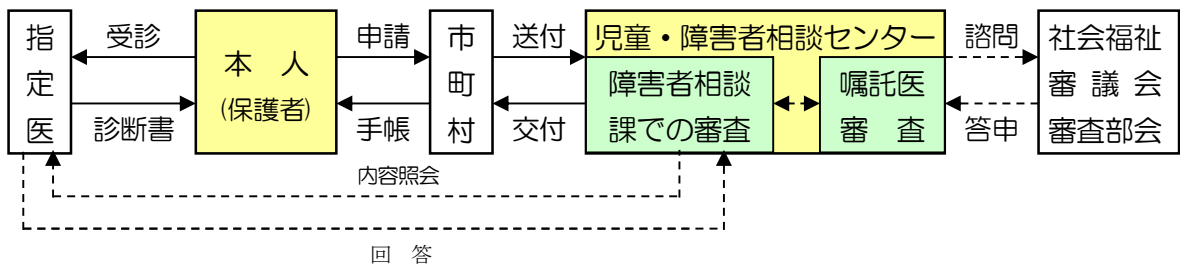 指定医
受診
診断書
本 人
(保護者)
申請
手帳
市町村
送付
交付
児童・障害者相談センター
障害者相談
課での審査
嘱託医
審 査
諮問
答申
社会福祉
審 議 会
審査部会
内容照会
回 答